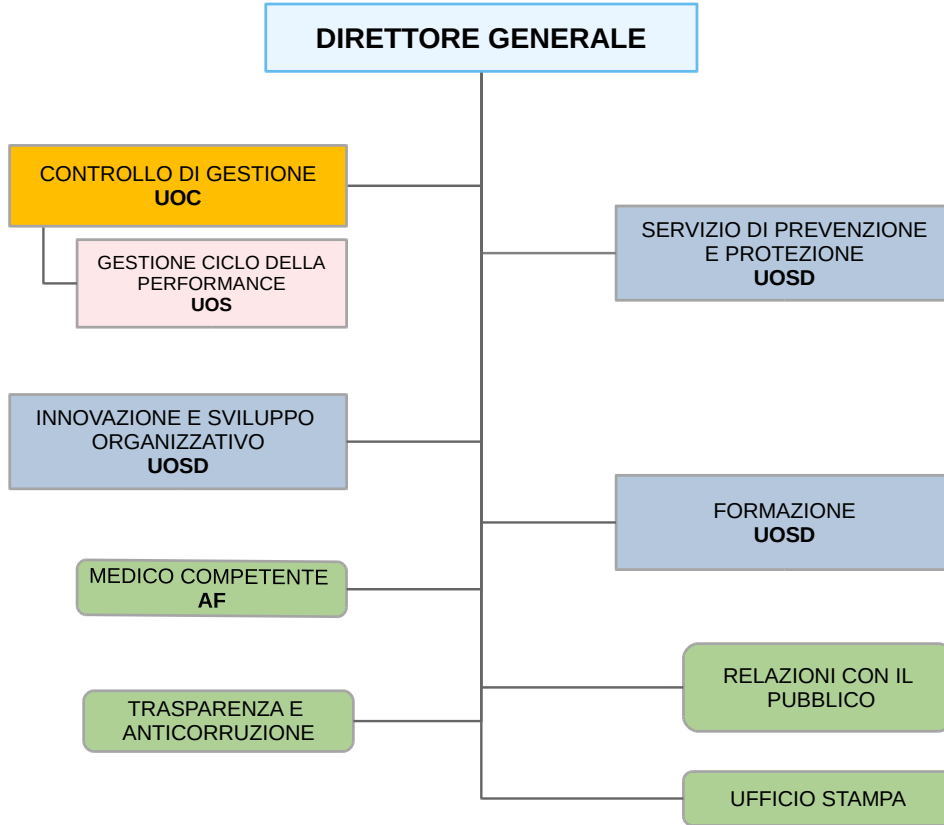 DIRETTORE GENERALE
CONTROLLO DI GESTIONE
UOC
GESTIONE CICLO DELLA
PERFORMANCE
UOS
SERVIZIO DI PREVENZIONE
E PROTEZIONE
UOSD
INNOVAZIONE E SVILUPPO
ORGANIZZATIVO
UOSD
FORMAZIONE
UOSD
MEDICO COMPETENTE
AF
RELAZIONI CON IL
PUBBLICO
TRASPARENZA E
ANTICORRUZIONE
UFFICIO STAMPA